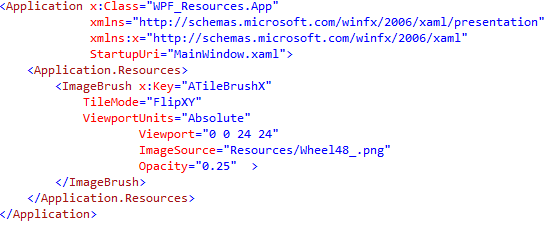 <Application x:Class="WPF_Resources.App"
xmlns="http://schemas.microsoft.com/winfx/2006/xaml/presentation"
xmlns:x="http://schemas.microsoft.com/winfx/2006/xaml"
StartupUri="MainWindow.xaml">
<Application.Resources>
<ImageBrush x:Key="ATileBrushX"
TileMode="FlipXY"
ViewportUnits="Absolute"
Viewport="0 0 24 24"
ImageSource="Resources/Wheel48_.png"
Opacity="0.25"  >
</ImageBrush>
</Application.Resources>
</Application>